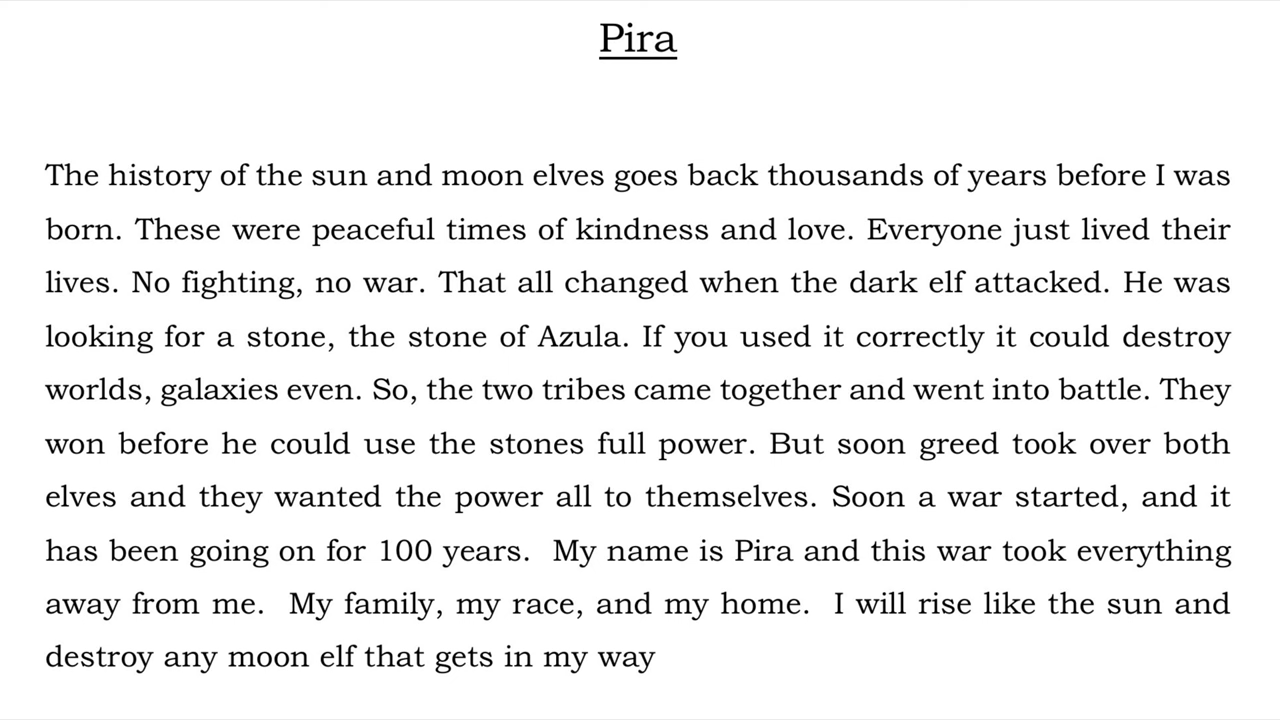 Pira
The history of the sun and moon elves goes back thousands of years before I was
born. These were peaceful times of kindness and love. Everyone just lived their
lives. No fighting, no war. That all changed when the dark elf attacked. He was
looking for a stone, the stone of Azula. If you used it correctly it could destroy
worlds, galaxies even. So, the two tribes came together and went into battle. They
won before he could use the stones full power. But soon greed took over both
elves and they wanted the power all to themselves. Soon a war started, and it
has been going on for 100 years.  My name is Pira and this war took everything
away from me.  My family, my race, and my home.  I will rise like the sun and
destroy any moon elf that gets in my way